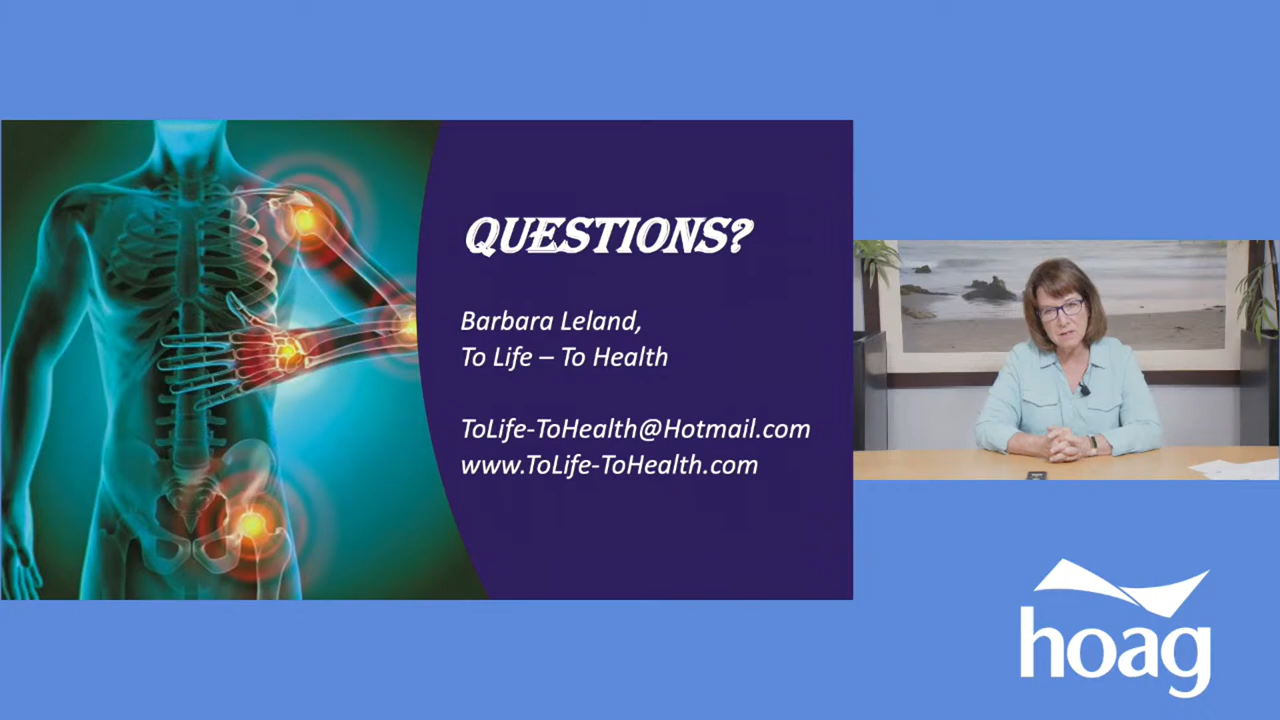 QUESTIONS?
Barbara Leland,
To Life – To Health
ToLife-ToHealth@Hotmail.com
www.ToLife-ToHealth.com
hoag